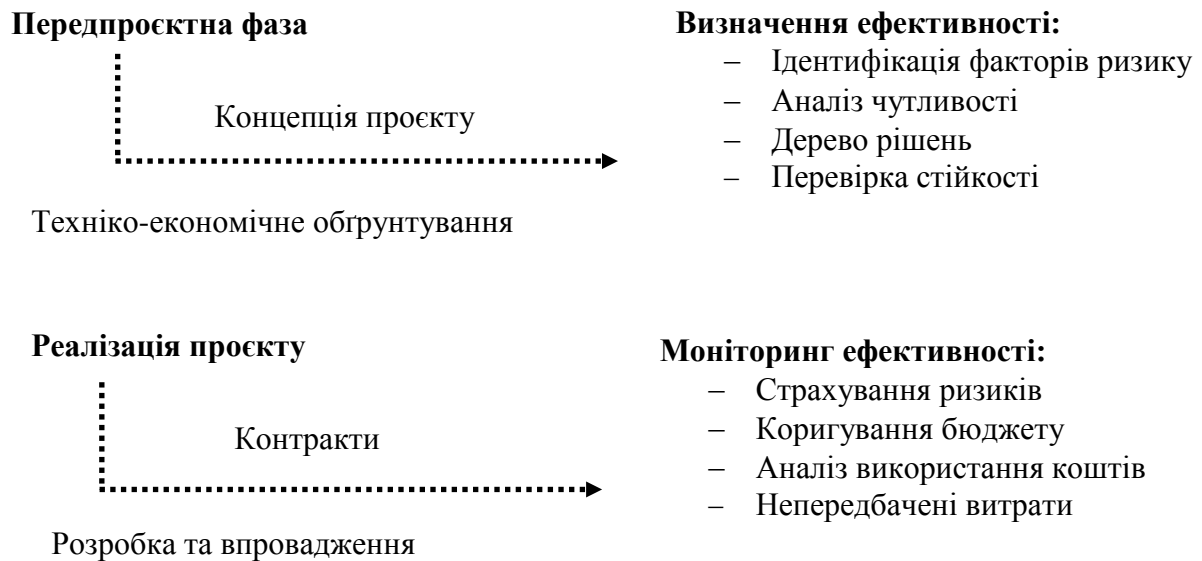 Передпроєктна фаза
Концепція проєкту
Техніко-економічне обґрунтування
Визначення ефективності:
– Ідентифікація факторів ризику
– Аналіз чутливості
– Дерево рішень
– Перевірка стійкості
Реалізація проєкту
Контракти
Розробка та впровадження
Моніторинг ефективності:
– Страхування ризиків
– Коригування бюджету
– Аналіз використання коштів
– Непередбачені витрати